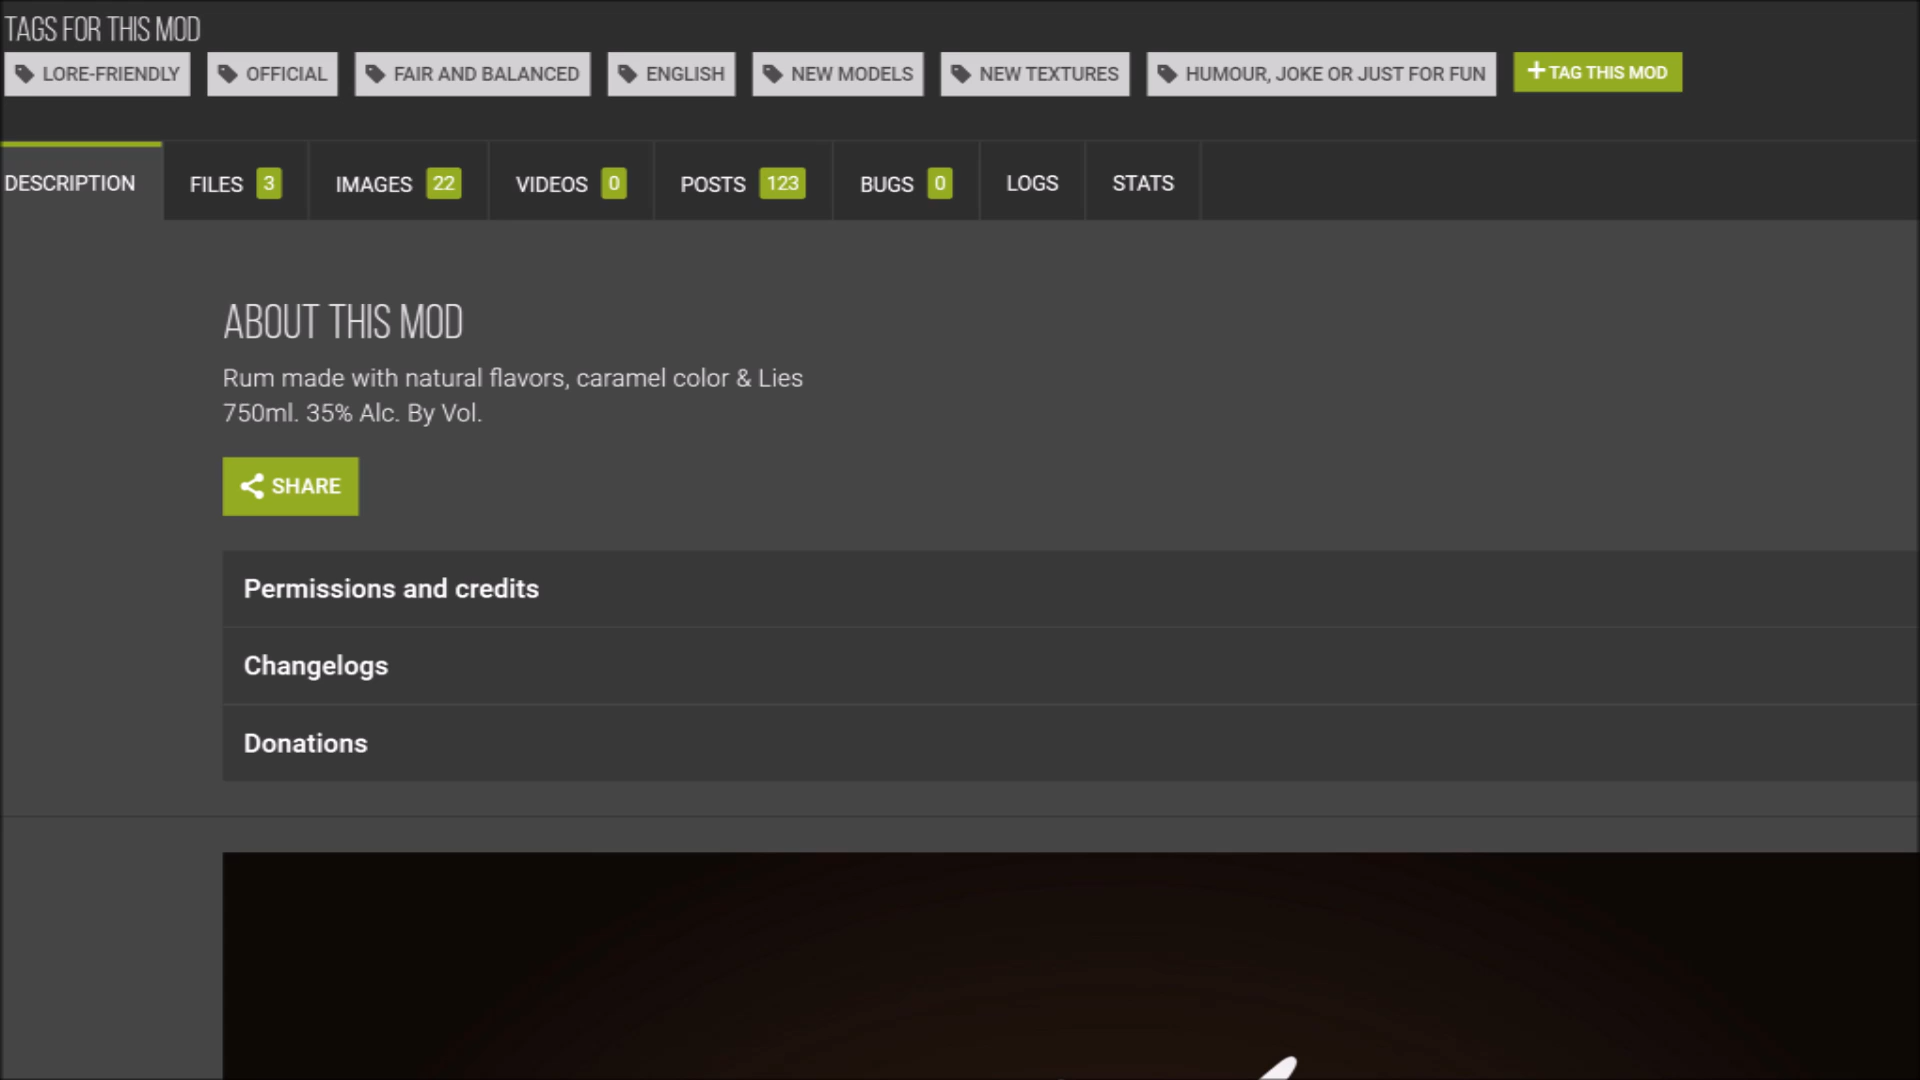 TAGS FOR THIS MOD
LORE-FRIENDLY OFFICIAL FAIR AND BALANCED ENGLISH NEW MODELS NEW TEXTURES HUMOUR, JOKE OR JUST FOR FUN +TAG THIS MOD
DESCRIPTION FILES 3 IMAGES 22 VIDEOS 0 POSTS 123 BUGS 0 LOGS STATS
ABOUT THIS MOD
Rum made with natural flavors, caramel color & Lies
750ml. 35% Alc. By Vol.
SHARE
Permissions and credits
Changelogs
Donations